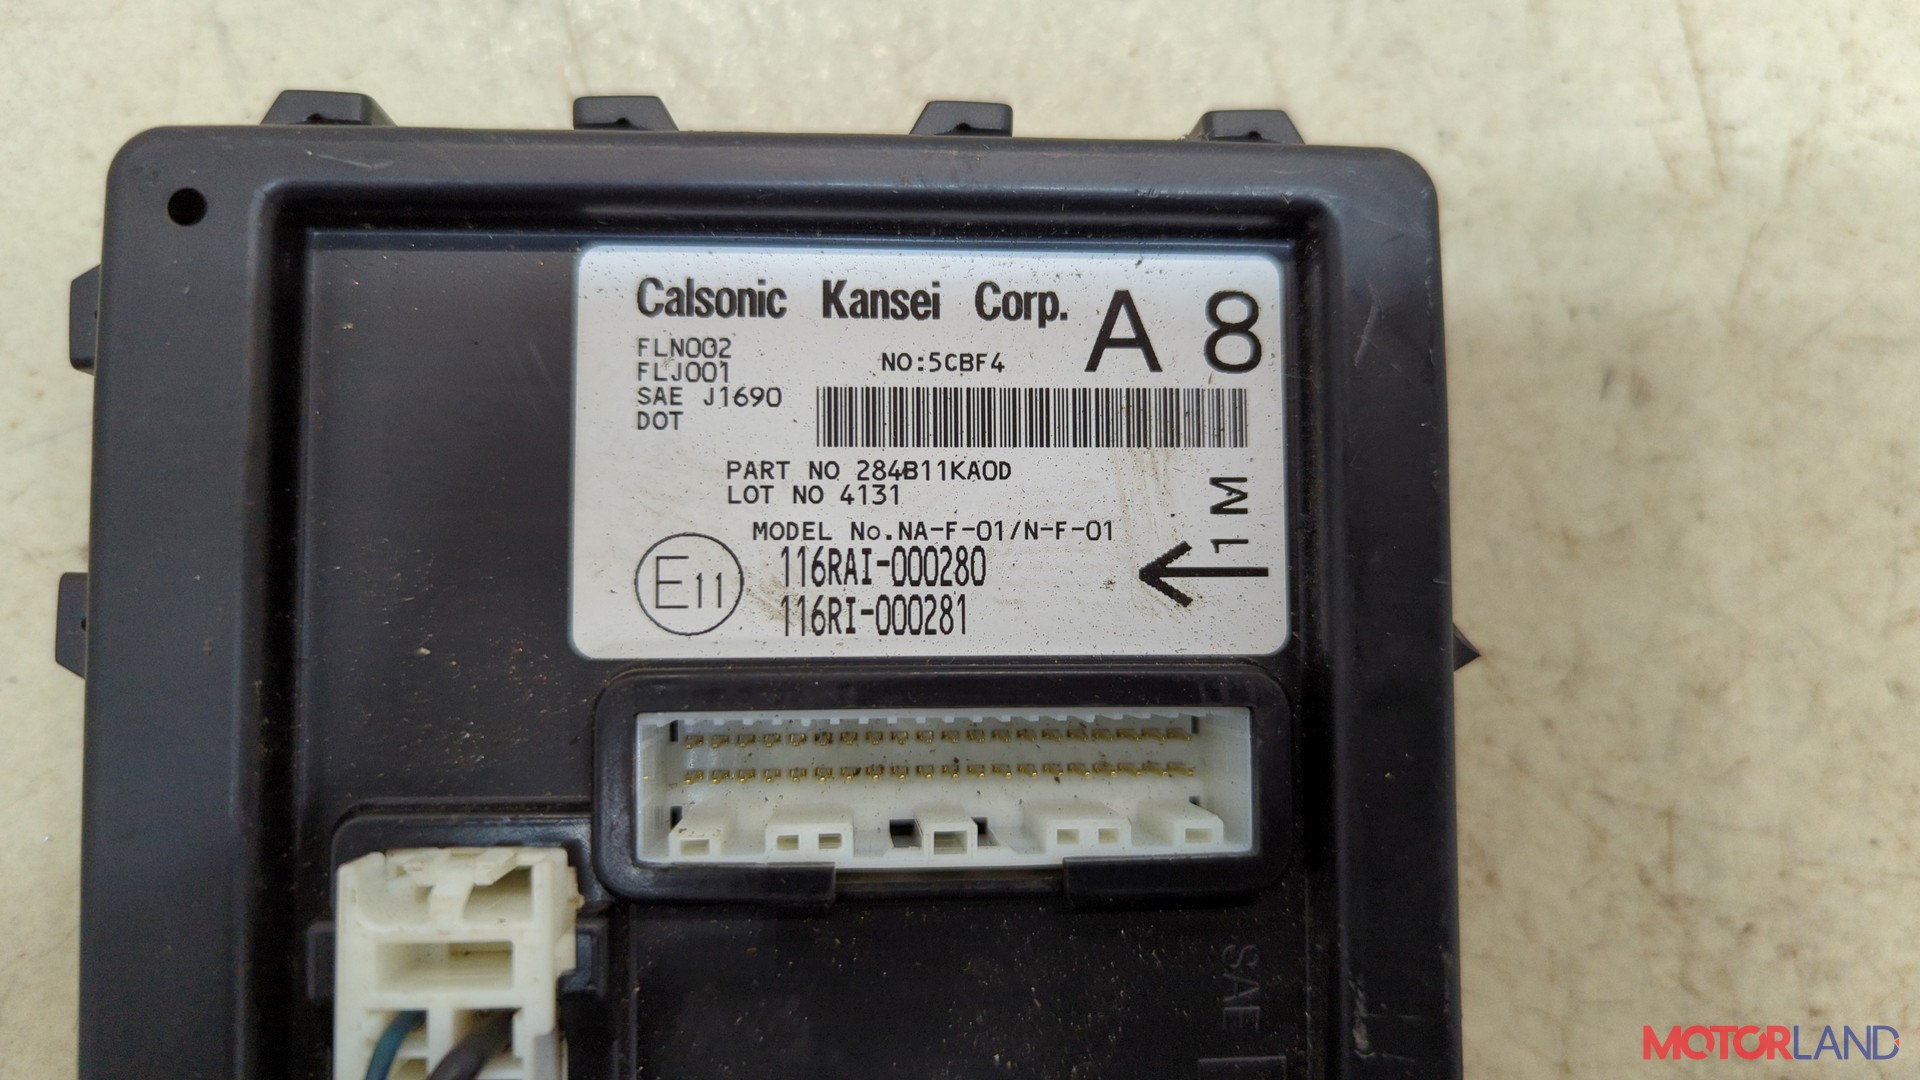 Calsonic Kansei Corp. A 8
FLN002
FLJ001
SAE J1690
DOT
NO:5CBF4
PART NO 284B11KA0D
LOT NO 4131
MODEL No.NA-F-01/N-F-01
E11
116RAI-000280
116RI-000281
1 M
SAE
MOTORLAND